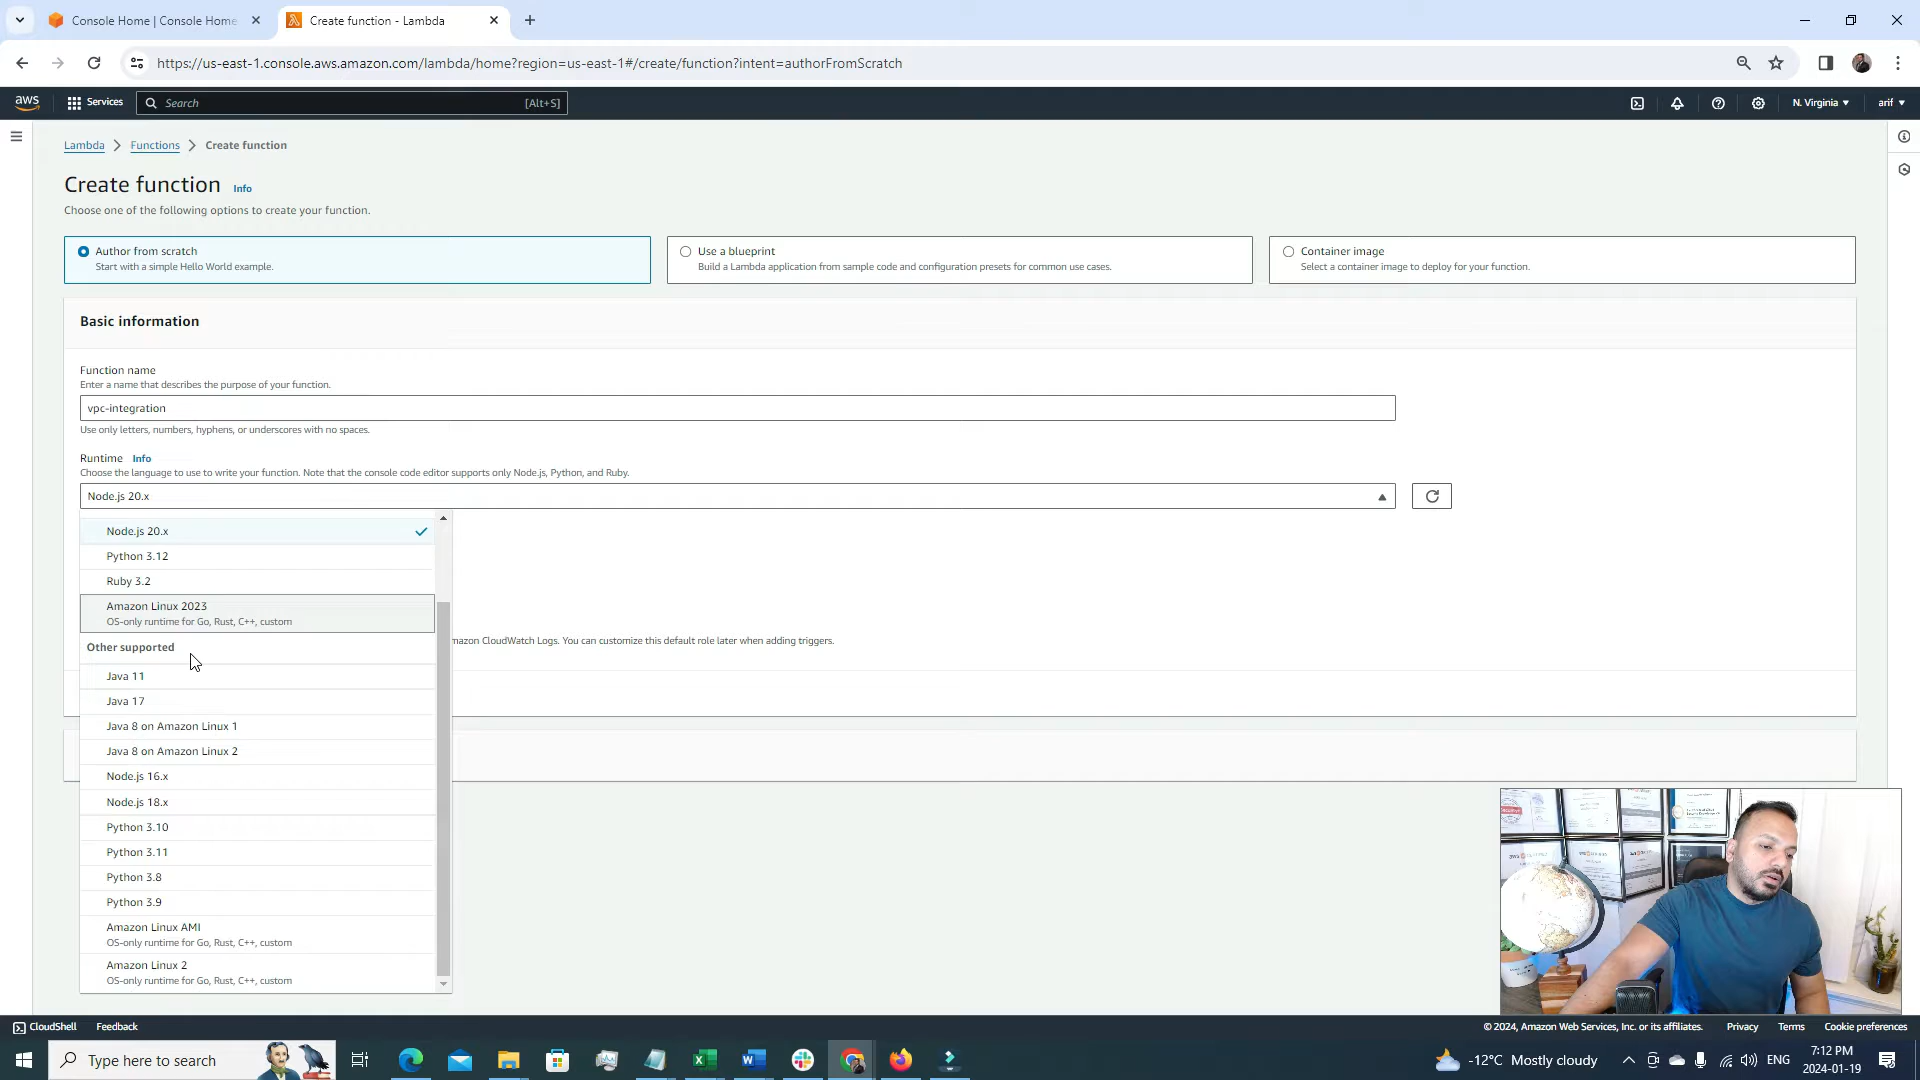 Console Home | Console Home
Create function - Lambda
https://us-east-1.console.aws.amazon.com/lambda/home?region=us-east-1#/create/function?intent=authorFromScratch
aws
Services
Search
[Alt+S]
N. Virginia
arif
Lambda
Functions
Create function
Create function
Info
Choose one of the following options to create your function.
Author from scratch
Start with a simple Hello World example.
Use a blueprint
Build a Lambda application from sample code and configuration presets for common use cases.
Container image
Select a container image to deploy for your function.
Basic information
Function name
Enter a name that describes the purpose of your function.
vpc-integration
Use only letters, numbers, hyphens, or underscores with no spaces.
Runtime
Info
Choose the language to use to write your function. Note that the console code editor supports only Node.js, Python, and Ruby.
Node.js 20.x
Node.js 20.x
Python 3.12
Ruby 3.2
Amazon Linux 2023
OS-only runtime for Go, Rust, C++, custom
mazon CloudWatch Logs. You can customize this default role later when adding triggers.
Other supported
Java 11
Java 17
Java 8 on Amazon Linux 1
Java 8 on Amazon Linux 2
Node.js 16.x
Node.js 18.x
Python 3.10
Python 3.11
Python 3.8
Python 3.9
Amazon Linux AMI
OS-only runtime for Go, Rust, C++, custom
Amazon Linux 2
OS-only runtime for Go, Rust, C++, custom
CloudShell
Feedback
© 2024, Amazon Web Services, Inc. or its affiliates.
Privacy
Terms
Cookie preferences
Type here to search
-12°C Mostly cloudy
ENG
7:12 PM
2024-01-19